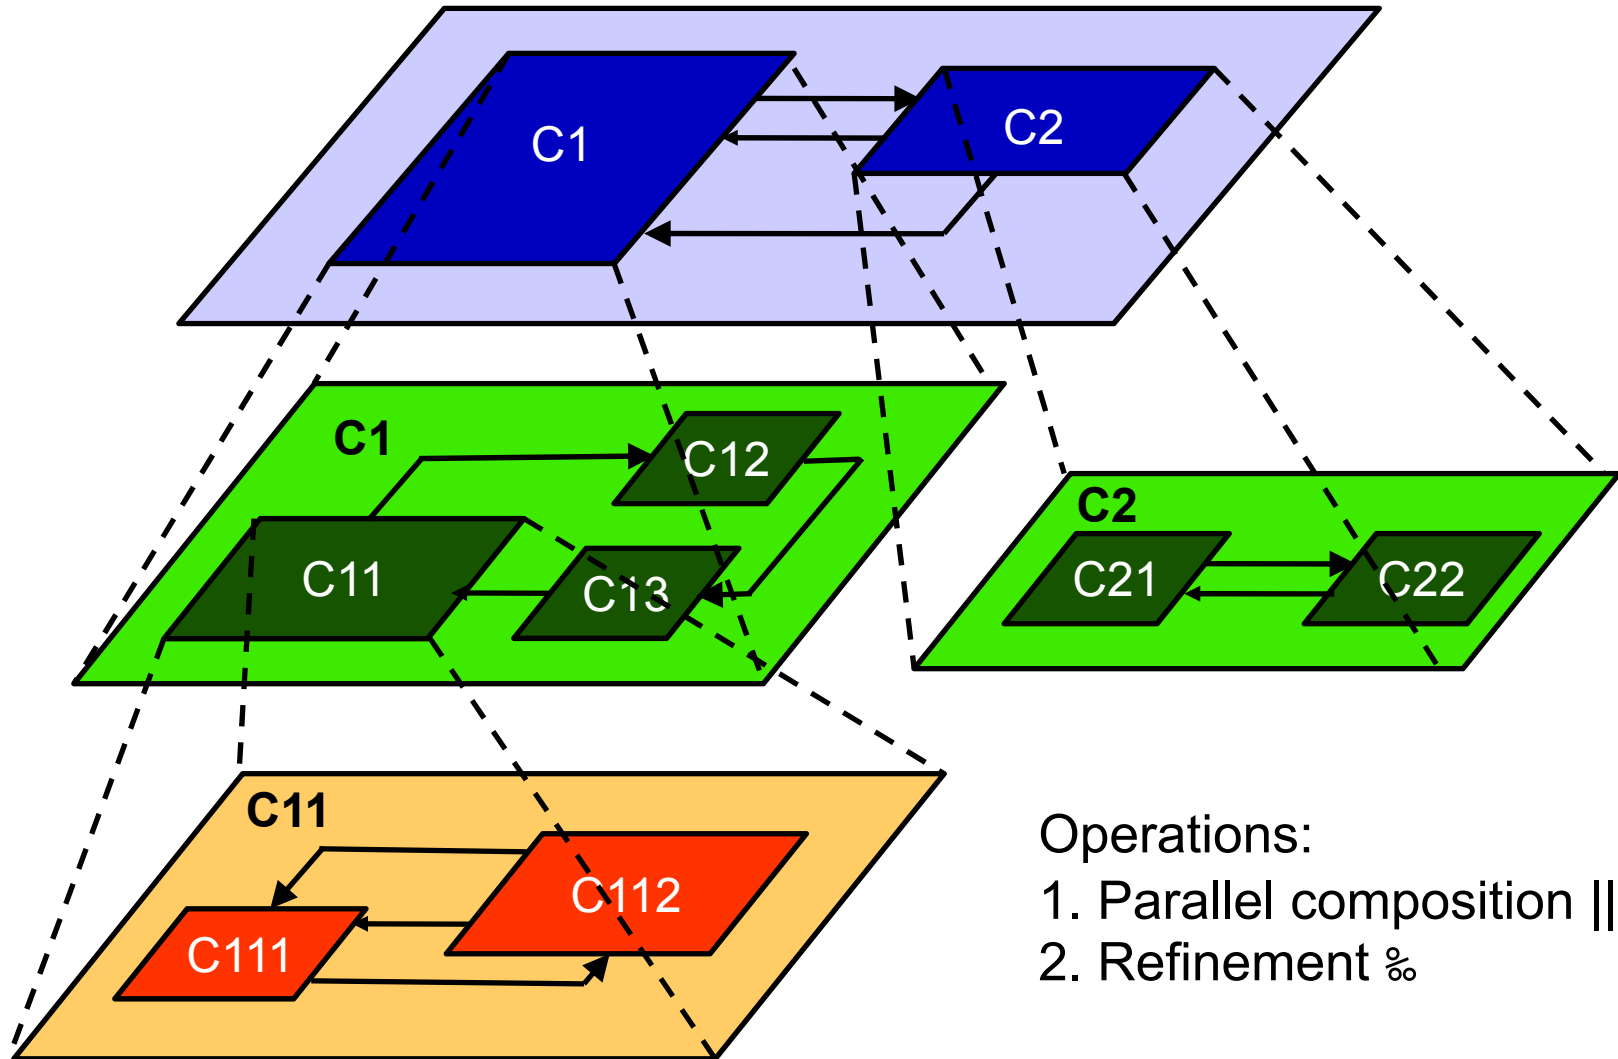 C1
C2
C1
C12
C11
C13
C2
C21
C22
C11
C112
C111
Operations:
1. Parallel composition ||
2. Refinement ‰